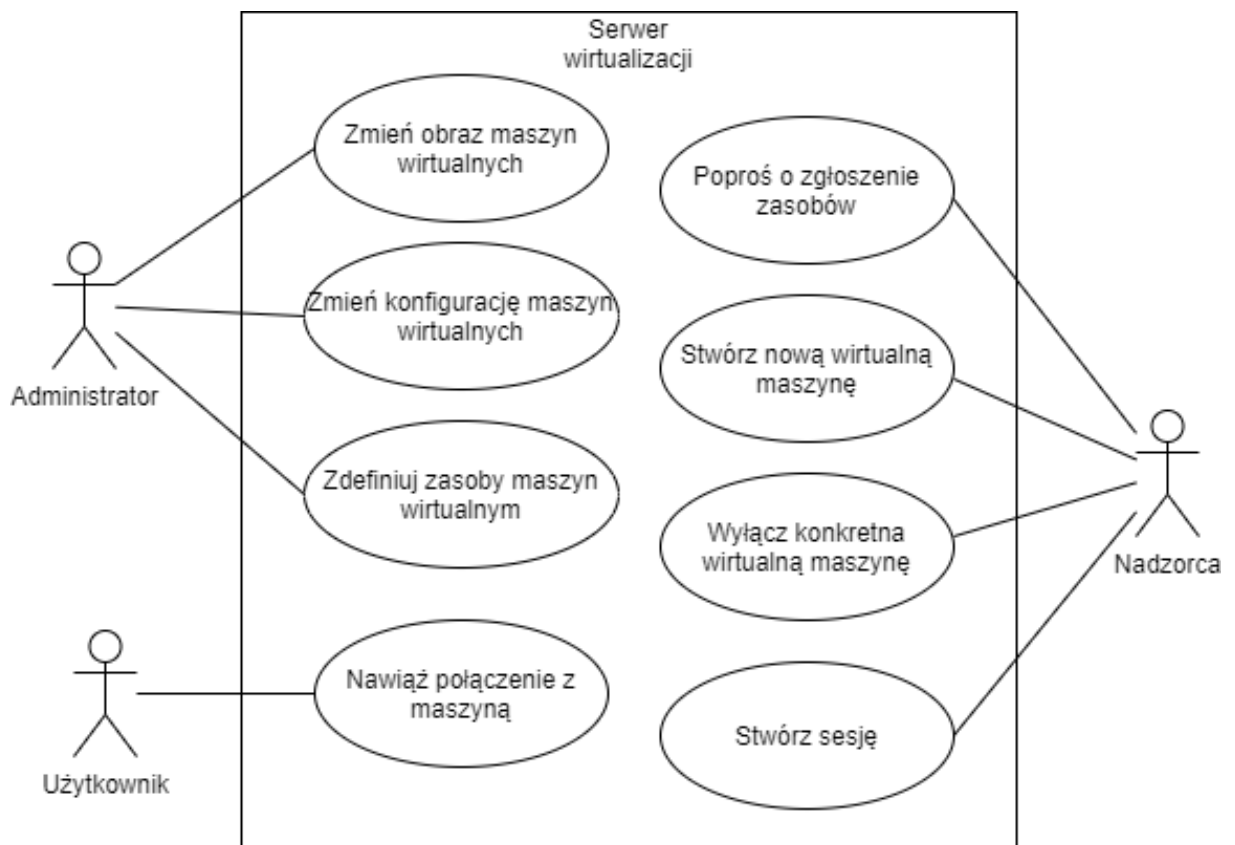 Serwer
wirtualizacji
Zmień obraz maszyn
wirtualnych
Poproś o zgłoszenie
zasobów
Zmień konfigurację maszyn
wirtualnych
Stwórz nową wirtualną
maszynę
Administrator
Zdefiniuj zasoby maszyn
wirtualnym
Wyłącz konkretna
wirtualną maszynę
Nadzorca
Nawiąż połączenie z
maszyną
Stwórz sesję
Użytkownik